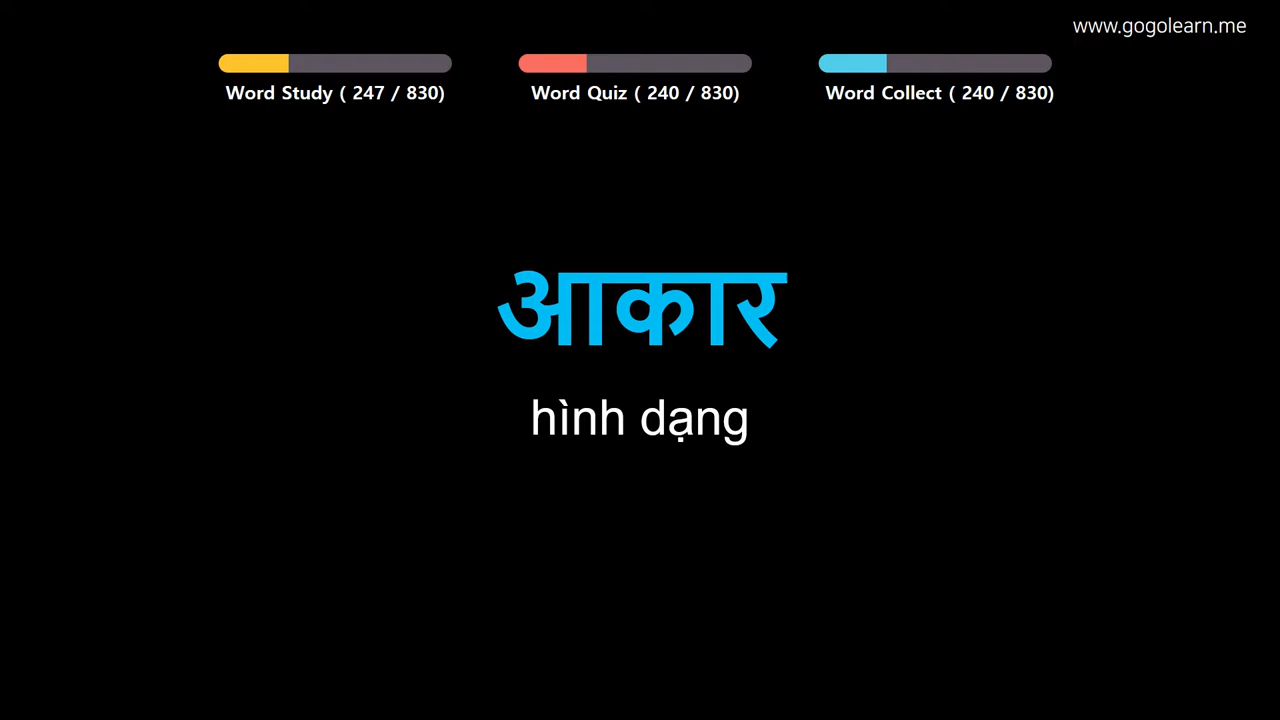 www.gogolearn.me
Word Study ( 247 / 830)
Word Quiz ( 240 / 830)
Word Collect ( 240 / 830)
आकार
hình dạng